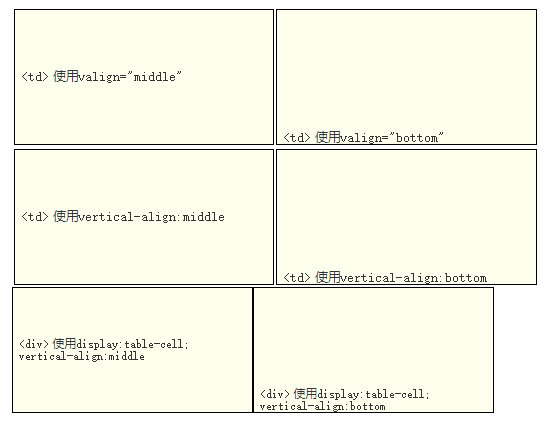 <td> 使用valign="middle"
<td> 使用valign="bottom"
<td> 使用vertical-align:middle
<td> 使用vertical-align:bottom
<div> 使用display:table-cell;
vertical-align:middle
<div> 使用display:table-cell;
vertical-align:bottom